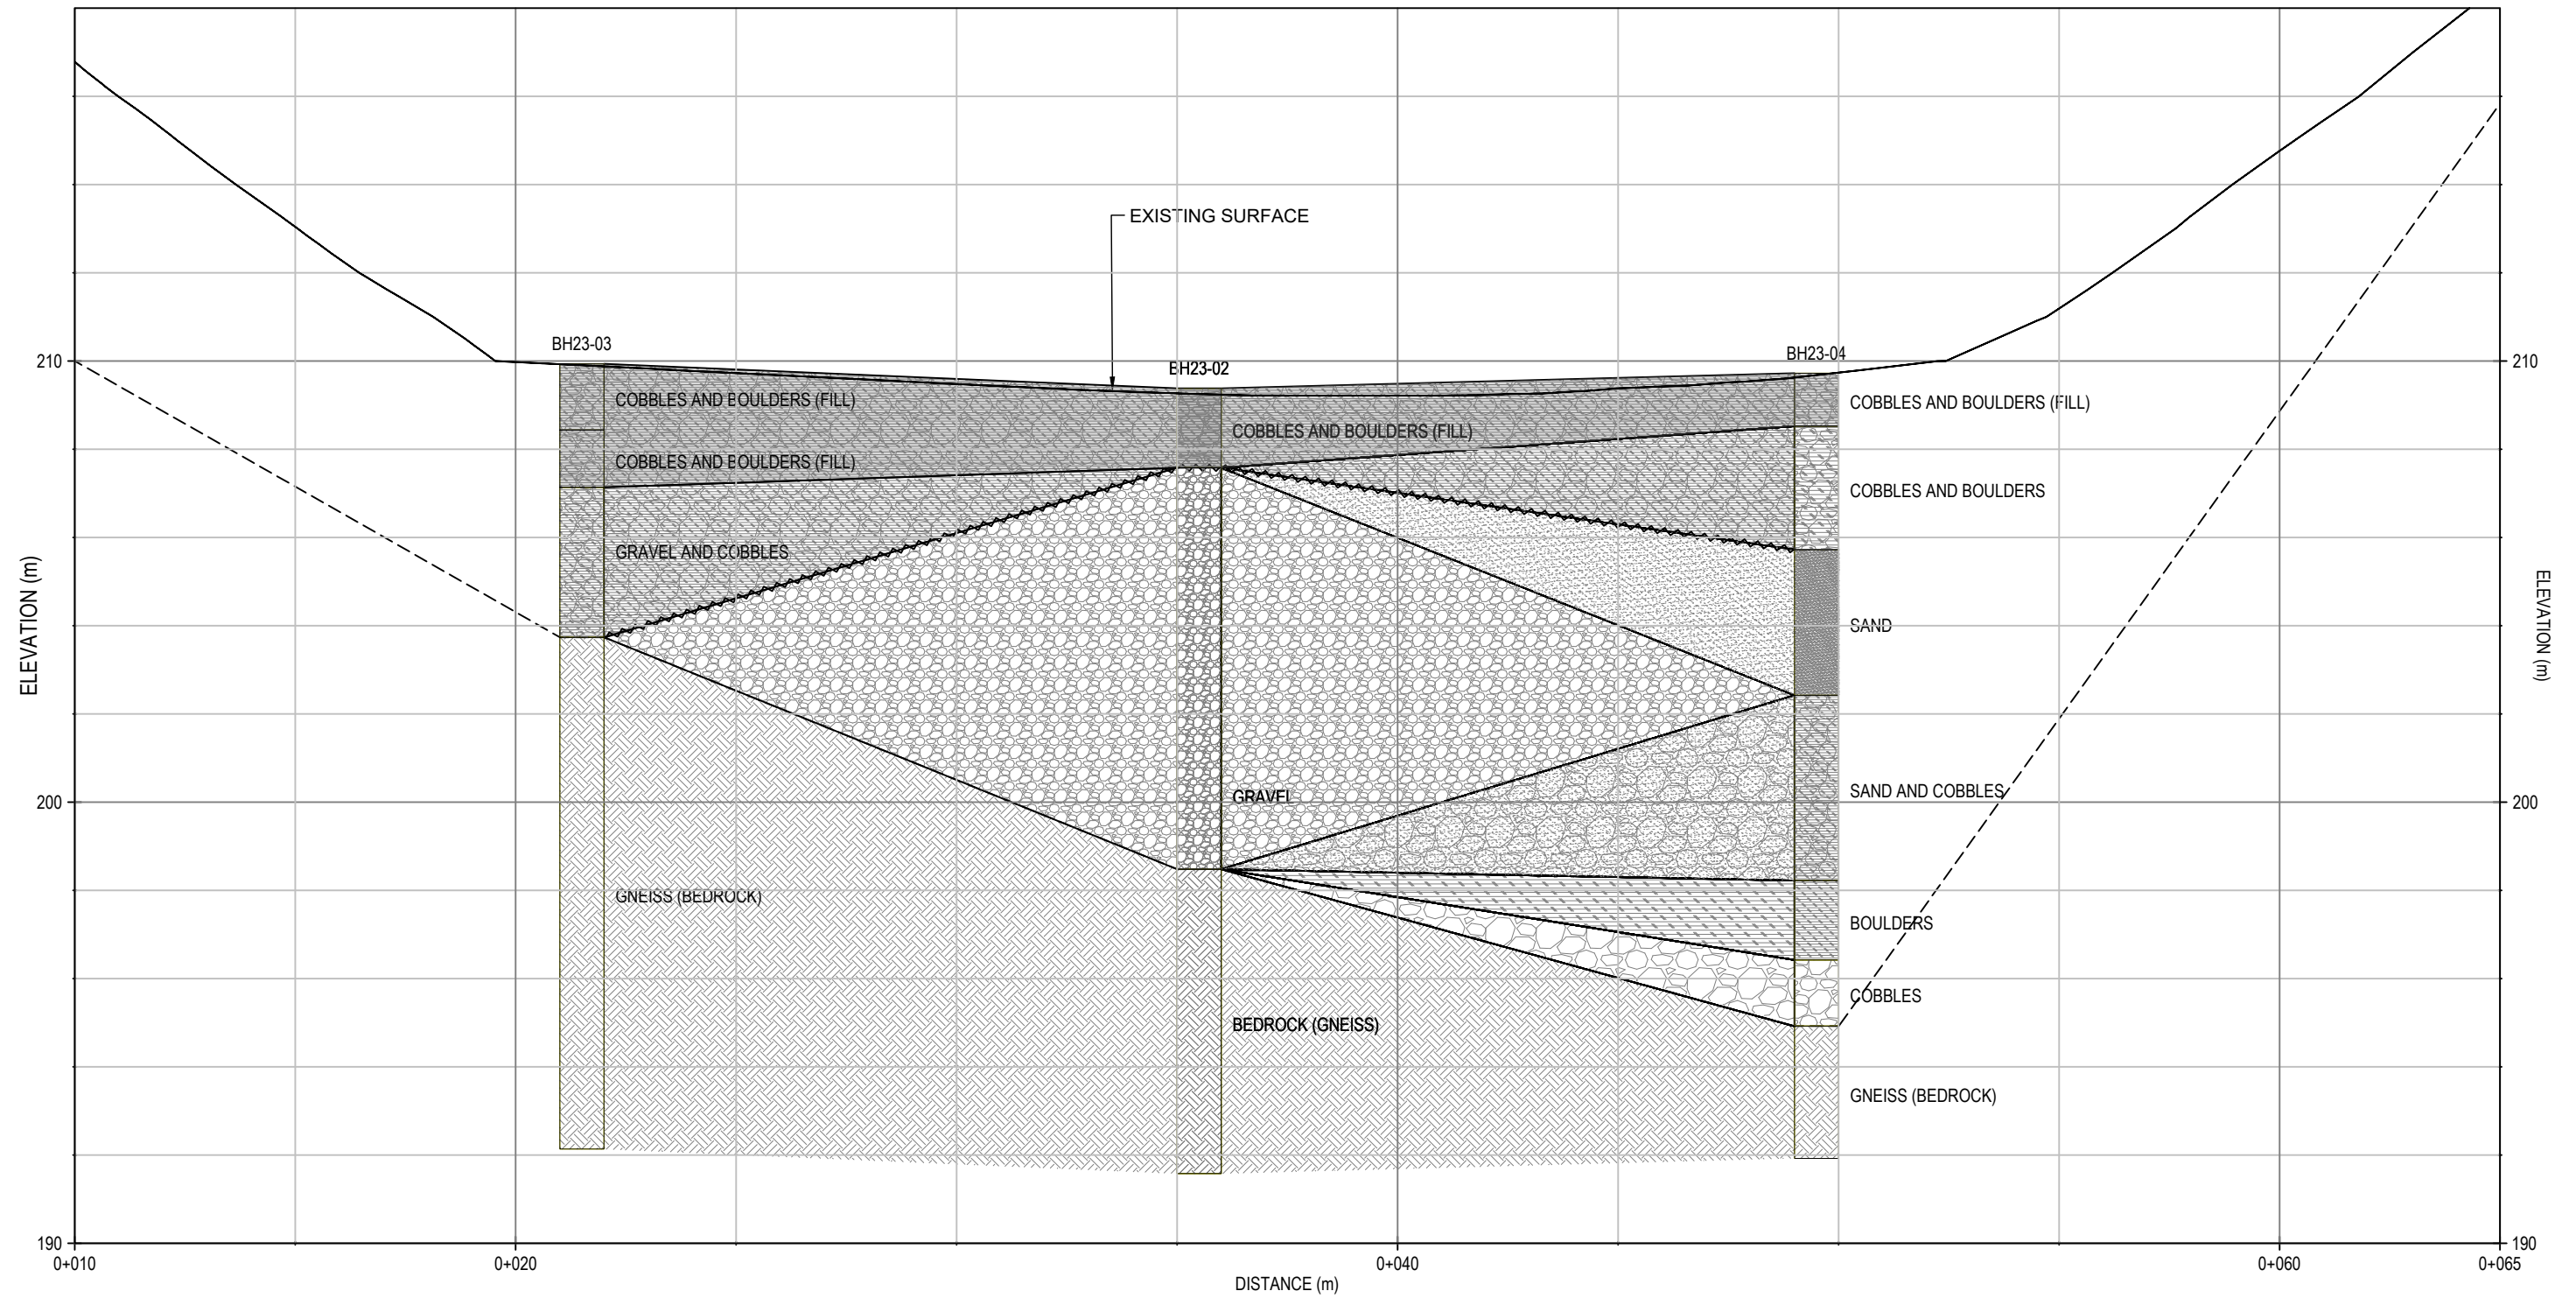 EXISTING SURFACE
BH23-03
BH23-02
BH23-04
210
210
COBBLES AND BOULDERS (FILL)
COBBLES AND BOULDERS (FILL)
COBBLES AND BOULDERS (FILL)
COBBLES AND BOULDERS (FILL)
COBBLES AND BOULDERS
GRAVEL AND COBBLES
SAND
ELEVATION (m)
ELEVATION (m)
SAND AND COBBLES
GRAVEL
200
200
GNEISS (BEDROCK)
BOULDERS
COBBLES
BEDROCK (GNEISS)
GNEISS (BEDROCK)
190
190
0+010
0+020
0+040
0+060
0+065
DISTANCE (m)